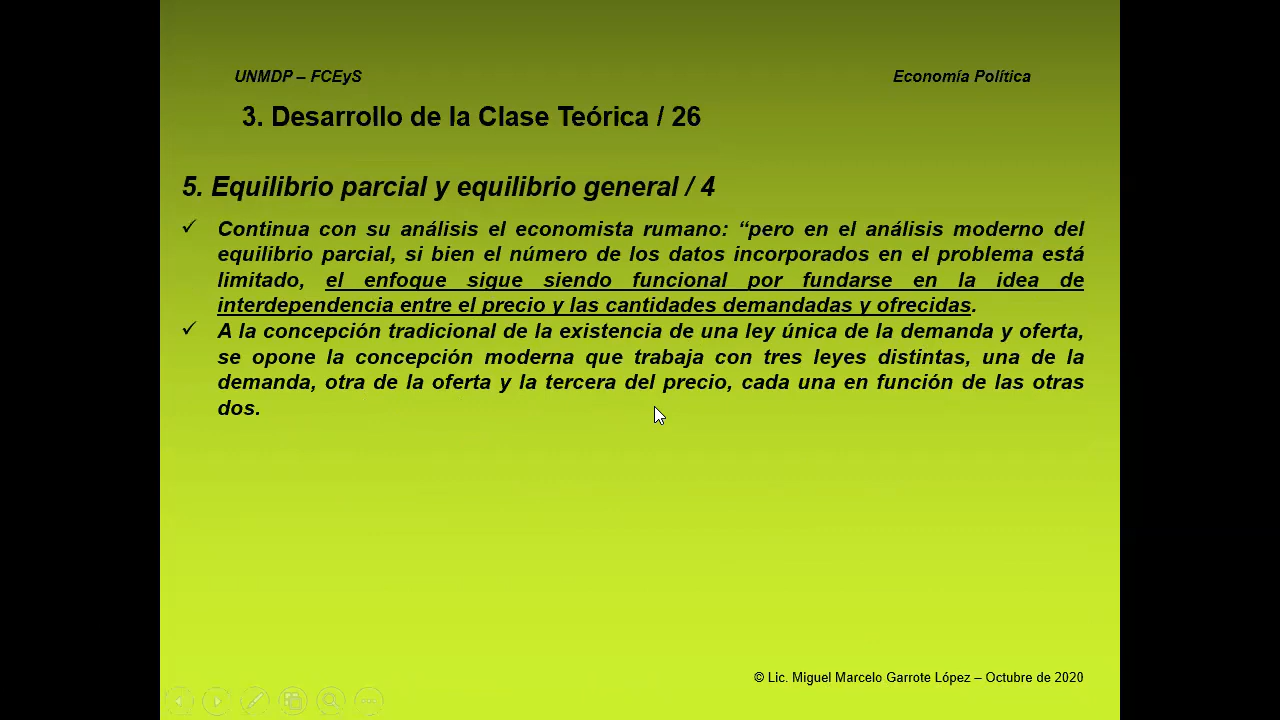 UNMDP – FCEyS
Economía Política
3. Desarrollo de la Clase Teórica / 26
5. Equilibrio parcial y equilibrio general / 4
✓ Continua con su análisis el economista rumano: “pero en el análisis moderno del
equilibrio parcial, si bien el número de los datos incorporados en el problema está
limitado, el enfoque sigue siendo funcional por fundarse en la idea de
interdependencia entre el precio y las cantidades demandadas y ofrecidas.
✓ A la concepción tradicional de la existencia de una ley única de la demanda y oferta,
se opone la concepción moderna que trabaja con tres leyes distintas, una de la
demanda, otra de la oferta y la tercera del precio, cada una en función de las otras
dos.
© Lic. Miguel Marcelo Garrote López – Octubre de 2020